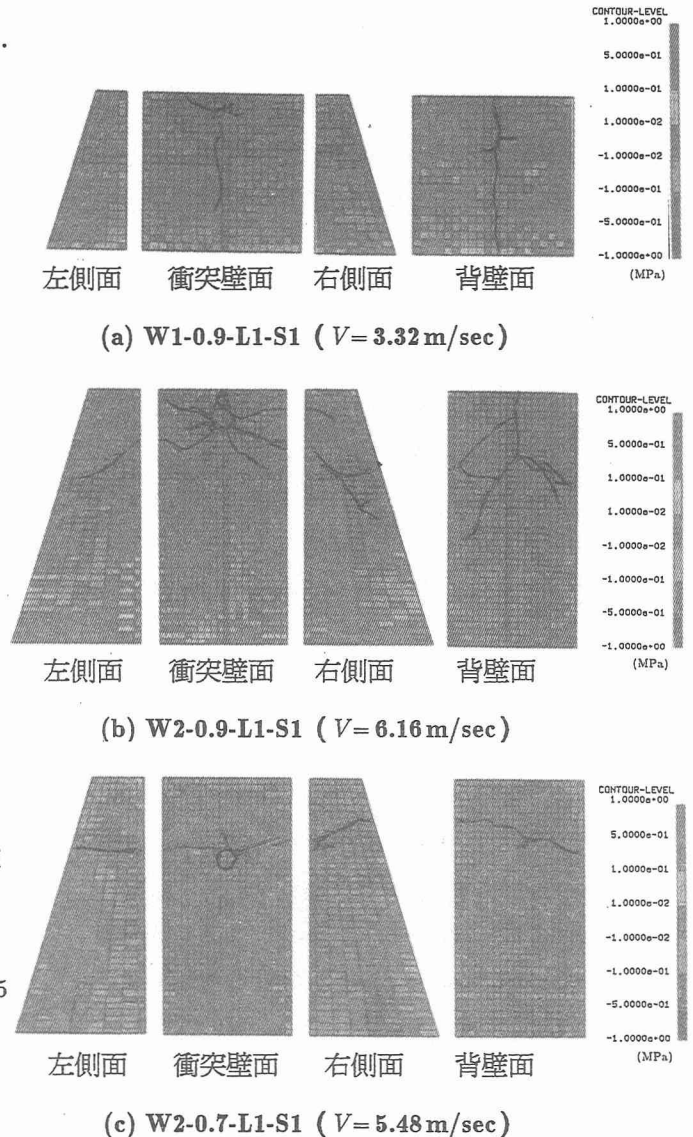 CONTOUR-LEVEL
1.0000e+00
5.0000e-01
1.0000e-01
1.0000e-02
-1.0000e-02
-1.0000e-01
-5.0000e-01
-1.0000e+00
(MPa)
左側面 衝突壁面 右側面 背壁面
(a) W1-0.9-L1-S1 ( V= 3.32 m/sec)
CONTOUR-LEVEL
1.0000e+00
5.0000e-01
1.0000e-01
1.0000e-02
-1.0000e-02
-1.0000e-01
-5.0000e-01
-1.0000e+00
(MPa)
左側面 衝突壁面 右側面 背壁面
(b) W2-0.9-L1-S1 ( V= 6.16 m/sec)
CONTOUR-LEVEL
1.0000e+00
5.0000e-01
1.0000e-01
1.0000e-02
-1.0000e-02
-1.0000e-01
-5.0000e-01
-1.0000e+00
(MPa)
左側面 衝突壁面 右側面 背壁面
(c) W2-0.7-L1-S1 ( V= 5.48 m/sec)